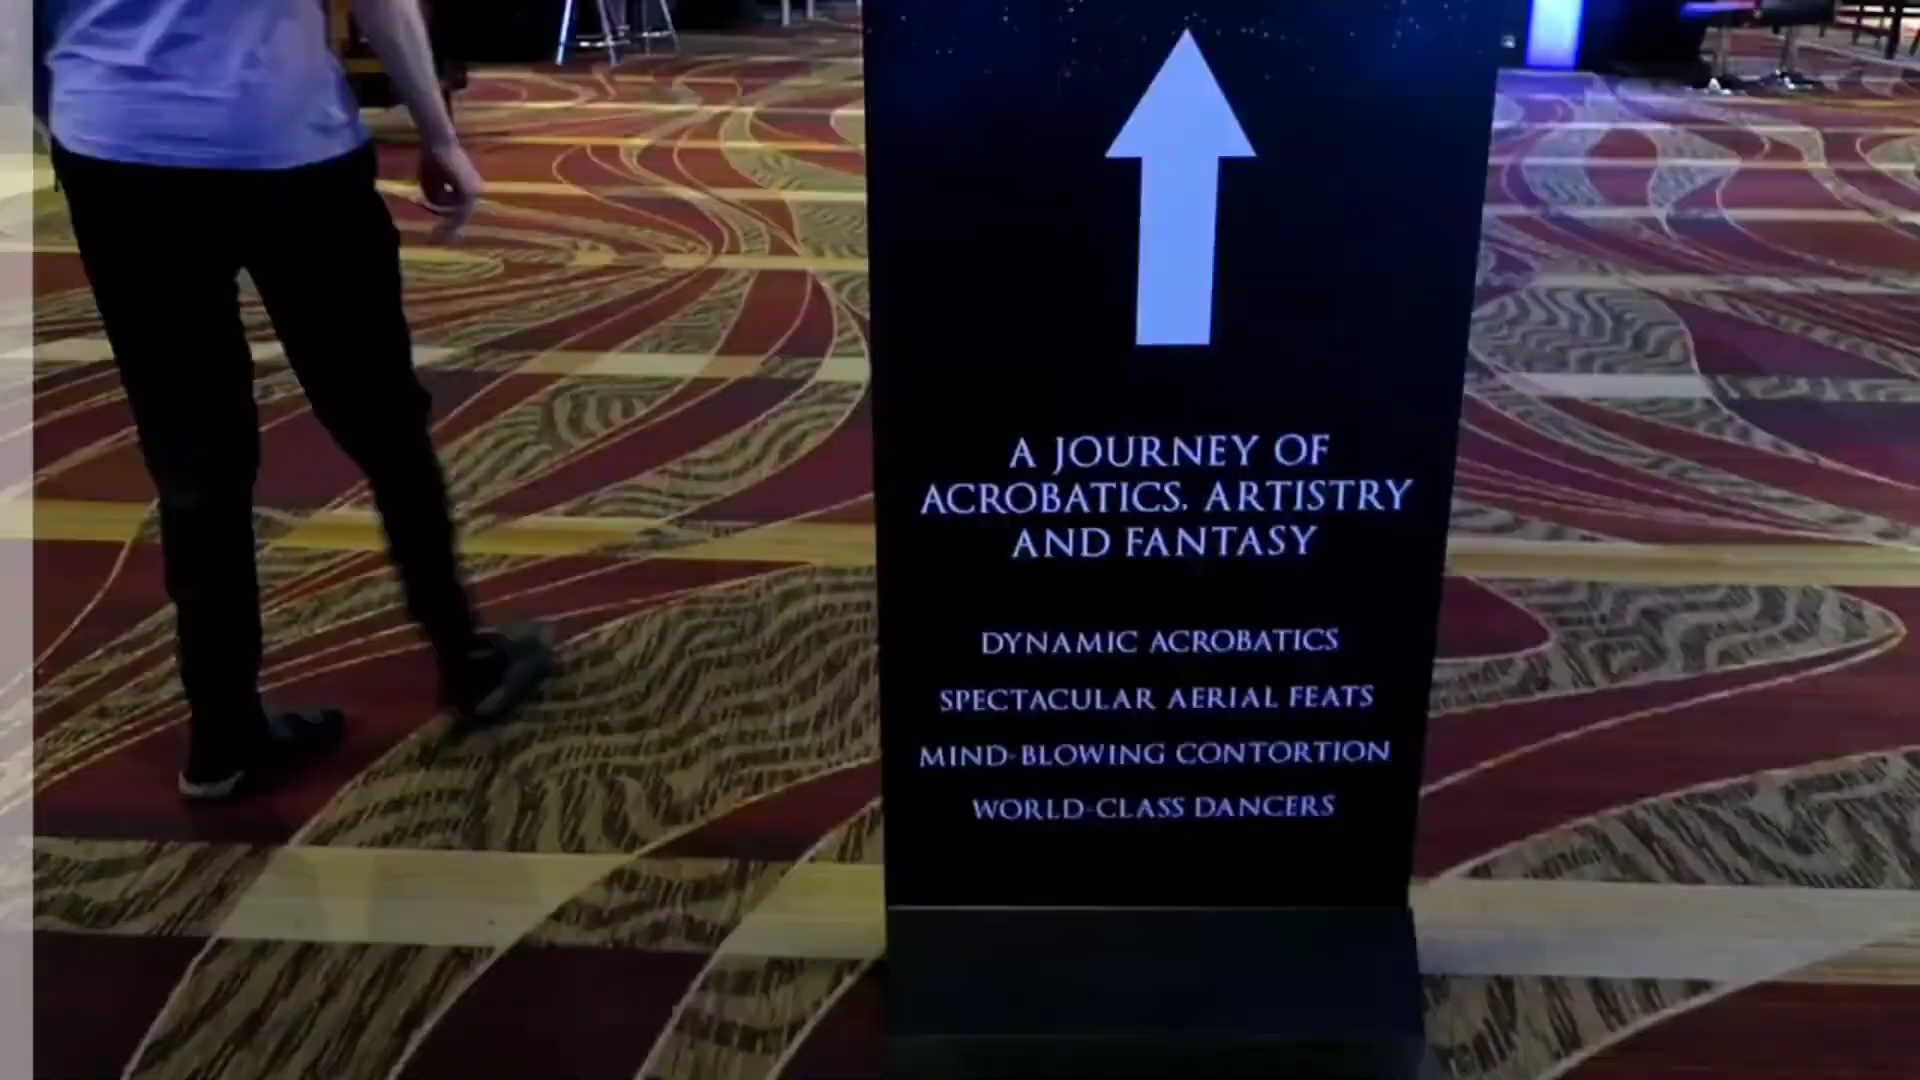 A JOURNEY OF
ACROBATICS, ARTISTRY
AND FANTASY
DYNAMIC ACROBATICS
SPECTACULAR AERIAL FEATS
MIND-BLOWING CONTORTION
WORLD-CLASS DANCERS